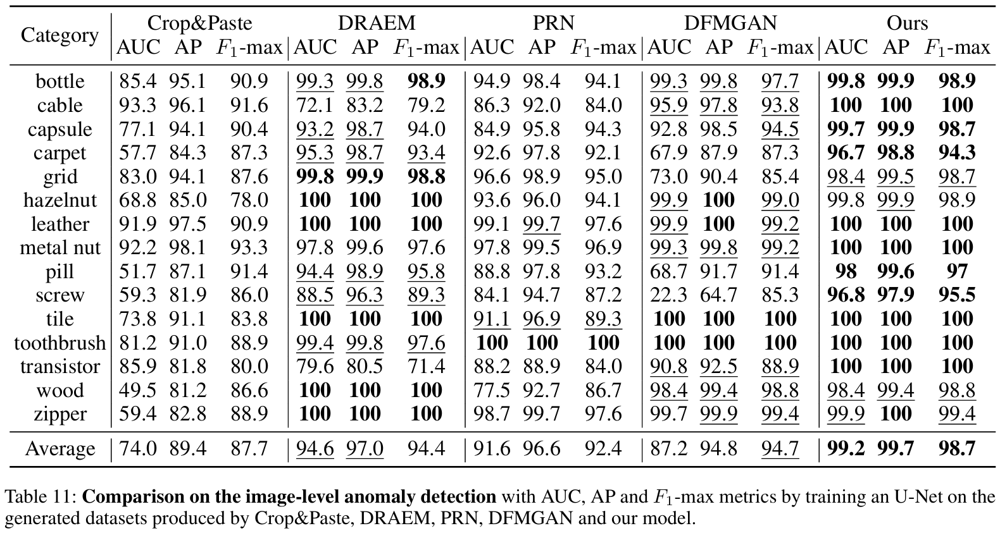 Category Crop&Paste DRAEM PRN DFMGAN Ours
AUC AP F₁-max AUC AP F₁-max AUC AP F₁-max AUC AP F₁-max AUC AP F₁-max
bottle 85.4 95.1 90.9 99.3 99.8 98.9 94.9 98.4 94.1 99.3 99.8 97.7 99.8 99.9 98.9
cable 93.3 96.1 91.6 72.1 83.2 79.2 86.3 92.0 84.0 95.9 97.8 93.8 100 100 100
capsule 77.1 94.1 90.4 93.2 98.7 94.0 84.9 95.8 94.3 92.8 98.5 94.5 99.7 99.9 98.7
carpet 57.7 84.3 87.3 95.3 98.7 93.4 92.6 97.8 92.1 67.9 87.9 87.3 96.7 98.8 94.3
grid 83.0 94.1 87.6 99.8 99.9 98.8 96.6 98.9 95.0 73.0 90.4 85.4 98.4 99.5 98.7
hazelnut 68.8 85.0 78.0 100 100 100 93.6 96.0 94.1 99.9 100 99.0 99.8 99.9 98.9
leather 91.9 97.5 90.9 100 100 100 99.1 99.7 97.6 99.9 100 99.2 100 100 100
metal nut 92.2 98.1 93.3 97.8 99.6 97.6 97.8 99.5 96.9 99.3 99.8 99.2 100 100 100
pill 51.7 87.1 91.4 94.4 98.9 95.8 88.8 97.8 93.2 68.7 91.7 91.4 98 99.6 97
screw 59.3 81.9 86.0 88.5 96.3 89.3 84.1 94.7 87.2 22.3 64.7 85.3 96.8 97.9 95.5
tile 73.8 91.1 83.8 100 100 100 91.1 96.9 89.3 100 100 100 100 100 100
toothbrush 81.2 91.0 88.9 99.4 99.8 97.6 100 100 100 100 100 100 100 100 100
transistor 85.9 81.8 80.0 79.6 80.5 71.4 88.2 88.9 84.0 90.8 92.5 88.9 100 100 100
wood 49.5 81.2 86.6 100 100 100 77.5 92.7 86.7 98.4 99.4 98.8 98.4 99.4 98.8
zipper 59.4 82.8 88.9 100 100 100 98.7 99.7 97.6 99.7 99.9 99.4 99.9 100 99.4
Average 74.0 89.4 87.7 94.6 97.0 94.4 91.6 96.6 92.4 87.2 94.8 94.7 99.2 99.7 98.7
Table 11: Comparison on the image-level anomaly detection with AUC, AP and F₁-max metrics by training an U-Net on the
generated datasets produced by Crop&Paste, DRAEM, PRN, DFMGAN and our model.